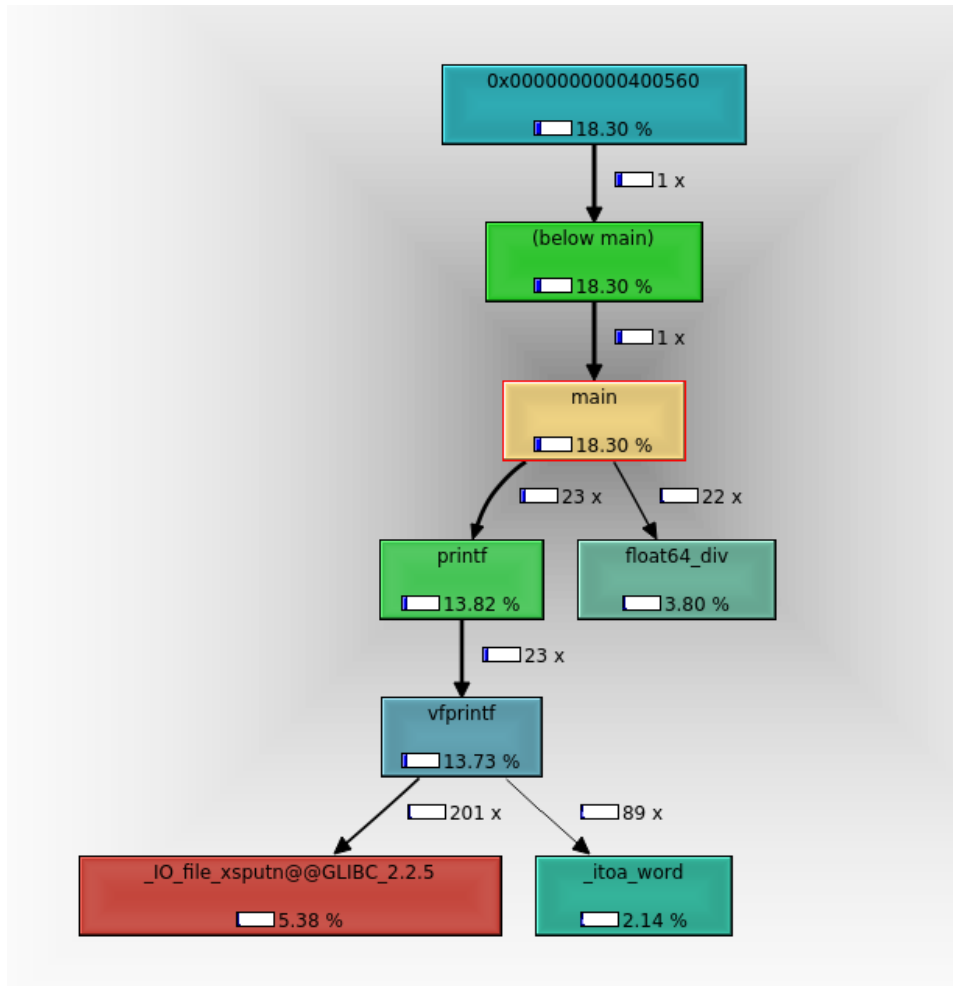 0x0000000000400560
18.30 %
1 x
(below main)
18.30 %
1 x
main
18.30 %
23 x
22 x
printf
13.82 %
float64_div
3.80 %
23 x
vfprintf
13.73 %
201 x
89 x
_IO_file_xsputn@@GLIBC_2.2.5
5.38 %
_itoa_word
2.14 %